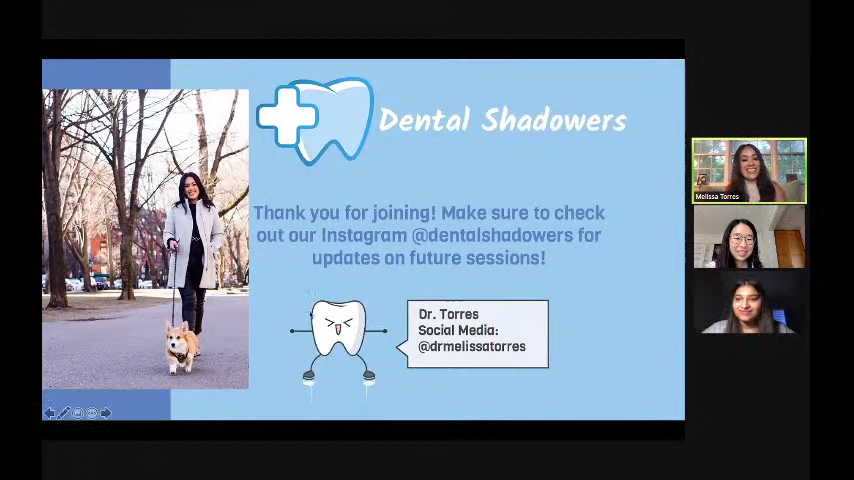 Dental Shadowers
Thank you for joining! Make sure to check
out our Instagram @dentalshadowers for
updates on future sessions!
Dr. Torres
Social Media:
@drmelissatorres
Melissa Torres